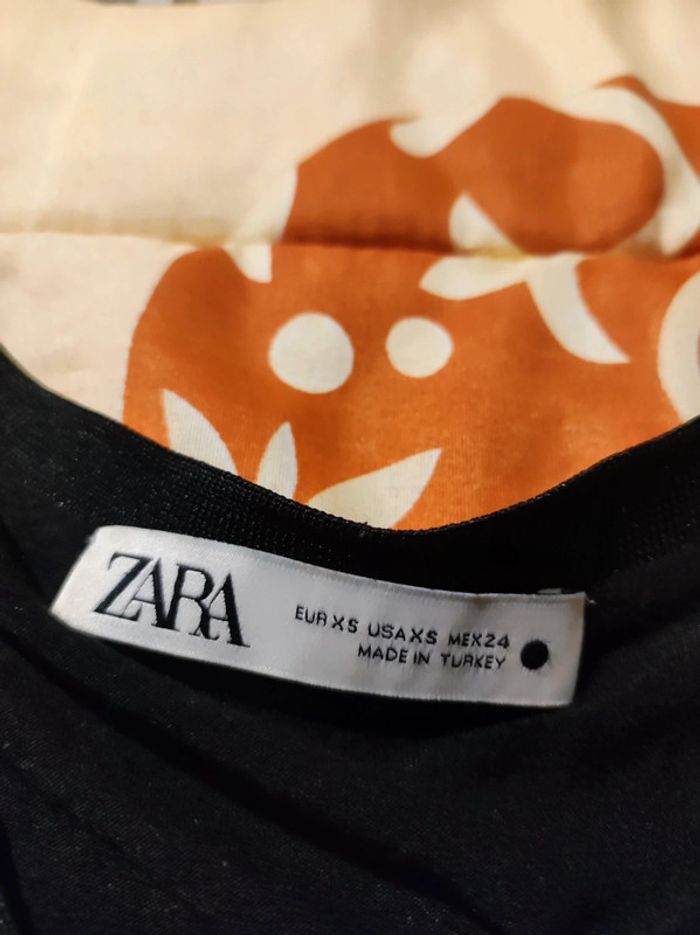 ZARA
EUR XS USA XS MEX 24
MADE IN TURKEY